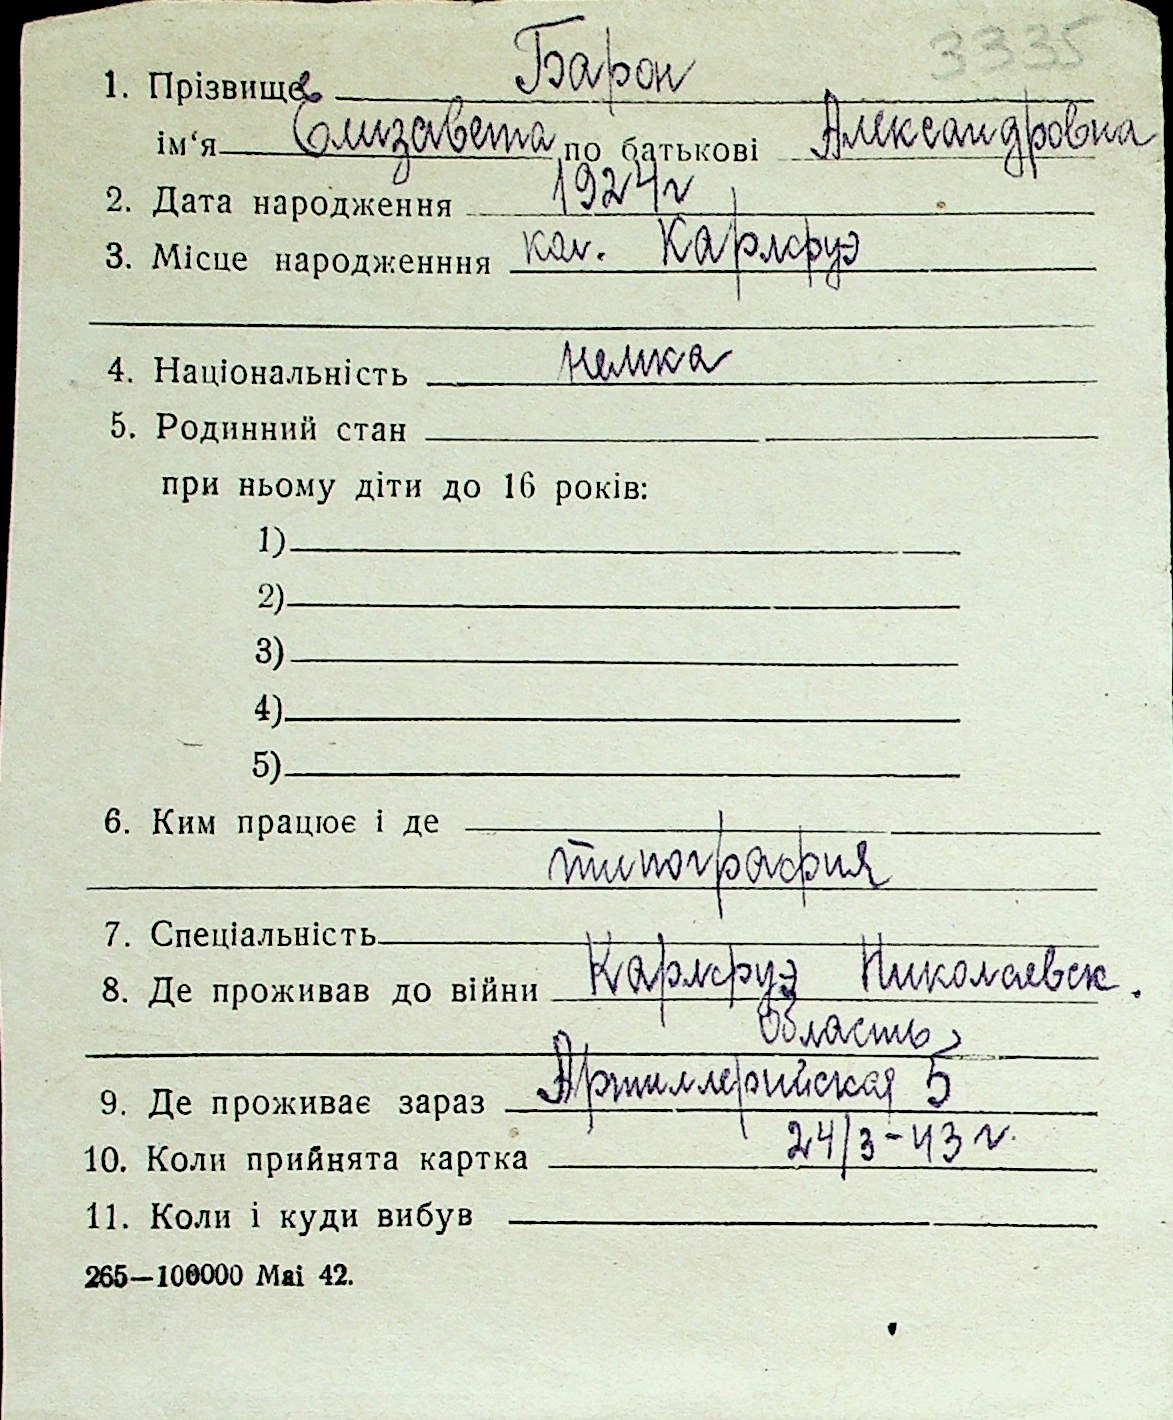 3335
1. Прізвище Барон
ім‘я Елизавета по батькові Александровна
2. Дата народження 1924г
3. Місце народженння кол. Карлсруэ
4. Національність немка
5. Родинний стан
при ньому діти до 16 років:
1)
2)
3)
4)
5)
6. Ким працює і де
типография
7. Спеціальність
8. Де проживав до війни Карлсруэ Николаевск.
область
9. Де проживає зараз Артиллерийская 5
10. Коли прийнята картка 24/3-43 г.
11. Коли і куди вибув
265—100000 Mai 42.